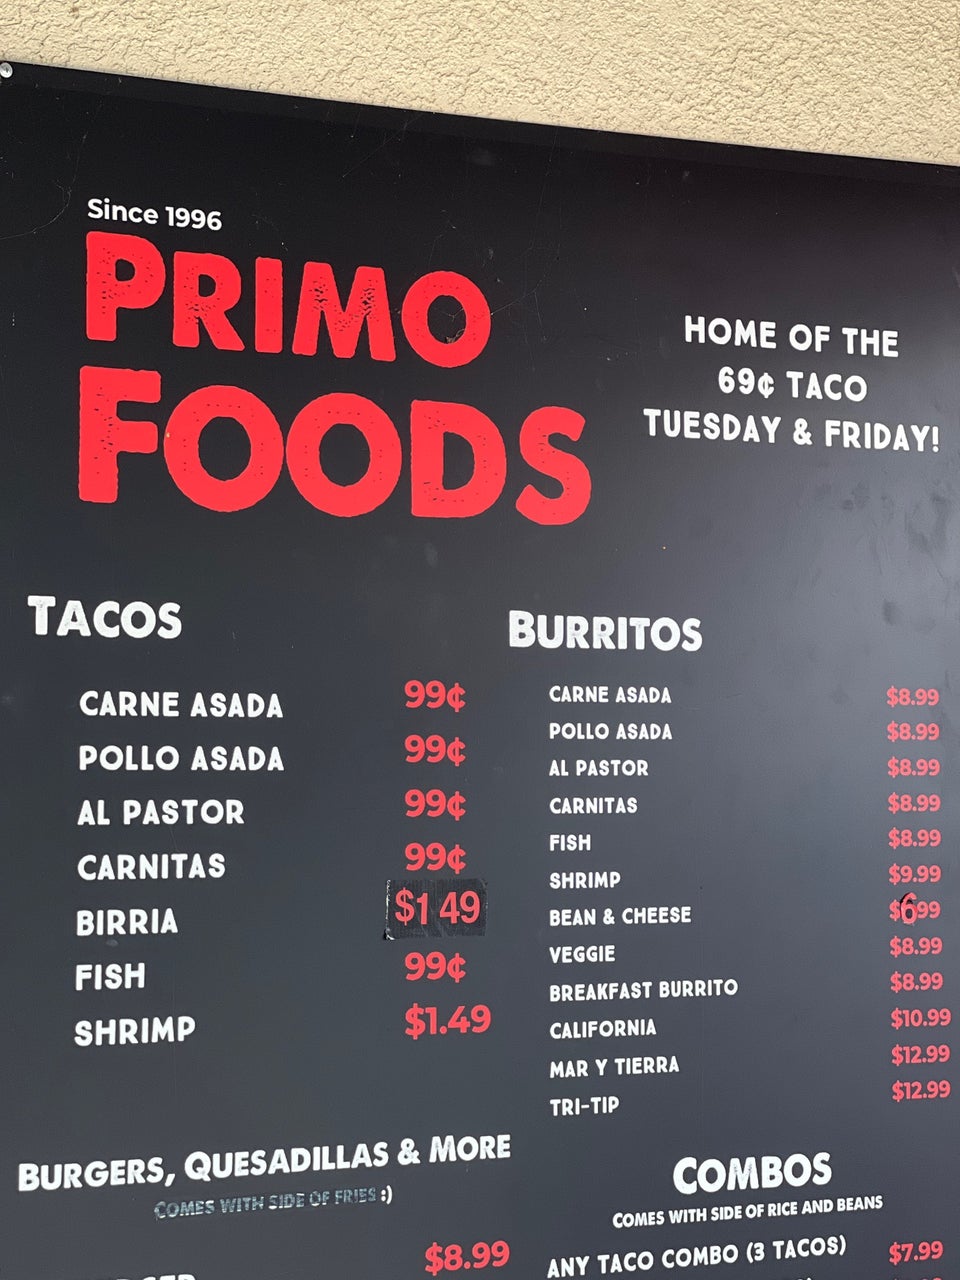 Since 1996
PRIMO
FOODS
HOME OF THE
69¢ TACO
TUESDAY & FRIDAY!
TACOS
CARNE ASADA 99¢
POLLO ASADA 99¢
AL PASTOR 99¢
CARNITAS 99¢
BIRRIA $1 49
FISH 99¢
SHRIMP $1.49
BURRITOS
CARNE ASADA $8.99
POLLO ASADA $8.99
AL PASTOR $8.99
CARNITAS $8.99
FISH $8.99
SHRIMP $9.99
BEAN & CHEESE $6.99
VEGGIE $8.99
BREAKFAST BURRITO $8.99
CALIFORNIA $10.99
MAR Y TIERRA $12.99
TRI-TIP $12.99
BURGERS, QUESADILLAS & MORE
COMES WITH SIDE OF FRIES :)
$8.99
COMBOS
COMES WITH SIDE OF RICE AND BEANS
ANY TACO COMBO (3 TACOS) $7.99